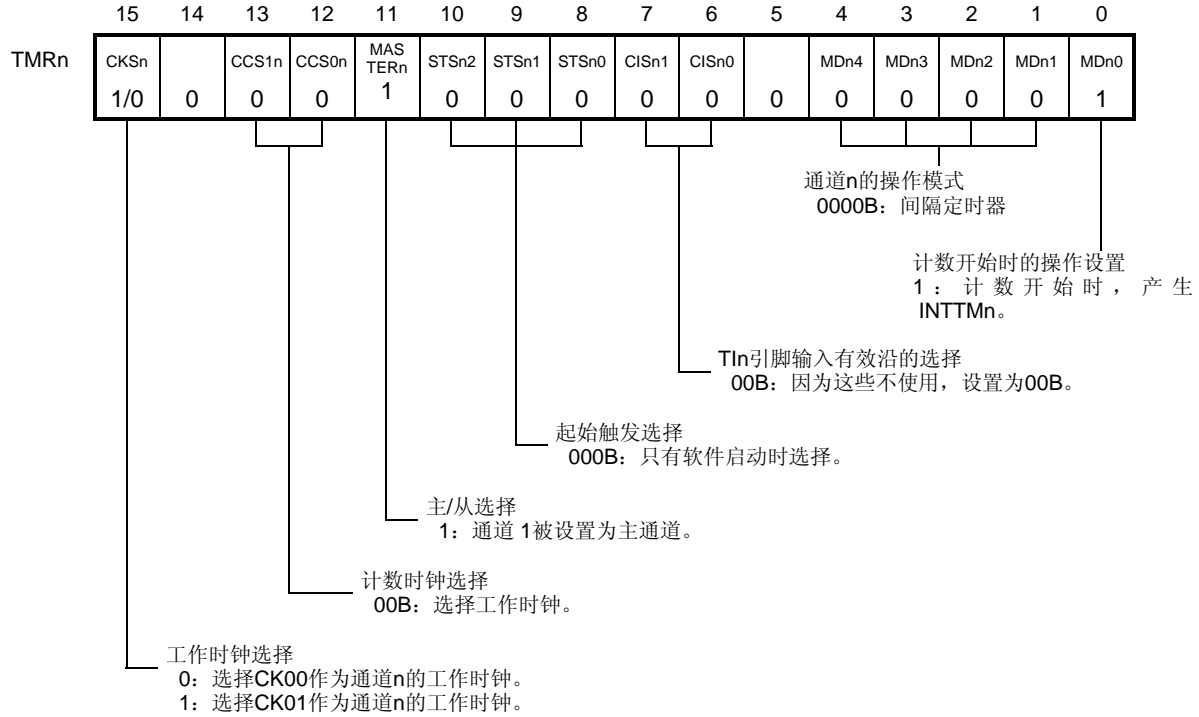 15 14 13 12 11 10 9 8 7 6 5 4 3 2 1 0
TMRn
CKSn CCS1n CCS0n MAS TERn STSn2 STSn1 STSn0 CISn1 CISn0 MDn4 MDn3 MDn2 MDn1 MDn0
1/0 0 0 0 1 0 0 0 0 0 0 0 0 0 0 1
通道n的操作模式
0000B：间隔定时器
计数开始时的操作设置
1：计数开始时，产生
INTTMn。
TIn引脚输入有效沿的选择
00B：因为这些不使用，设置为00B。
起始触发选择
000B：只有软件启动时选择。
主/从选择
1：通道 1被设置为主通道。
计数时钟选择
00B：选择工作时钟。
工作时钟选择
0：选择CK00作为通道n的工作时钟。
1：选择CK01作为通道n的工作时钟。